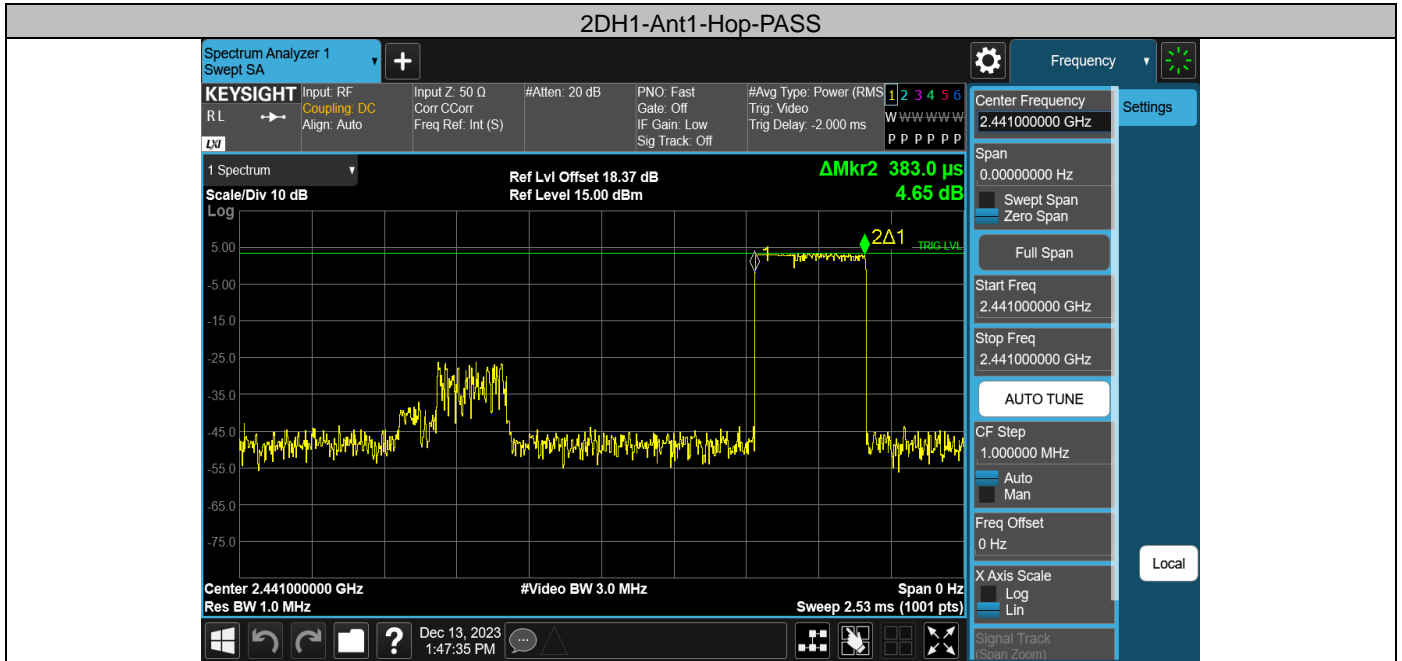 2DH1-Ant1-Hop-PASS
Spectrum Analyzer 1
Swept SA
+
Frequency
KEYSIGHT
RL
LXI
Input: RF
Coupling: DC
Align: Auto
Input Z: 50 Ω
Corr CCorr
Freq Ref: Int (S)
#Atten: 20 dB
PNO: Fast
Gate: Off
IF Gain: Low
Sig Track: Off
#Avg Type: Power (RMS
Trig: Video
Trig Delay: -2.000 ms
1 2 3 4 5 6
W W W W W W
P P P P P P
1 Spectrum
Scale/Div 10 dB
Log
Ref Lvl Offset 18.37 dB
Ref Level 15.00 dBm
ΔMkr2 383.0 µs
4.65 dB
5.00
-5.00
-15.0
-25.0
-35.0
-45.0
-55.0
-65.0
-75.0
1
2Δ1
TRIG LVL
Center 2.441000000 GHz
Res BW 1.0 MHz
#Video BW 3.0 MHz
Span 0 Hz
Sweep 2.53 ms (1001 pts)
Center Frequency
2.441000000 GHz
Settings
Span
0.00000000 Hz
Swept Span
Zero Span
Full Span
Start Freq
2.441000000 GHz
Stop Freq
2.441000000 GHz
AUTO TUNE
CF Step
1.000000 MHz
Auto
Man
Freq Offset
0 Hz
X Axis Scale
Log
Lin
Signal Track
(Span Zoom)
Local
?
Dec 13, 2023
1:47:35 PM